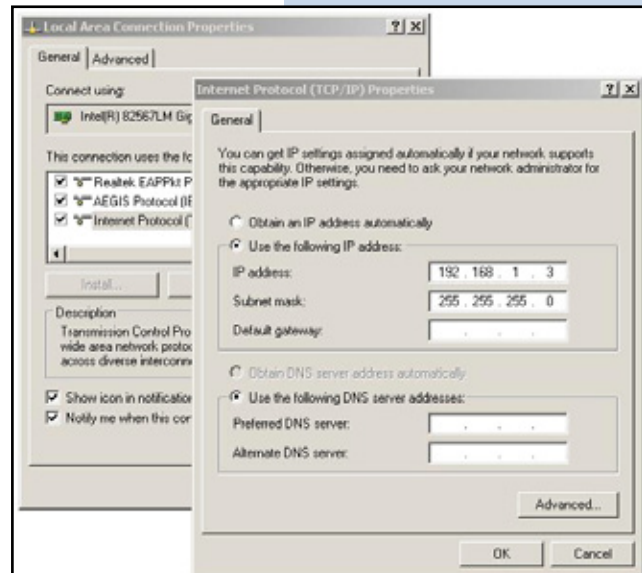 Local Area Connection Properties
General Advanced
Connect using:
Intel(R) 82567LM Gig
This connection uses the fo
Realtek EAPPkt P
AEGIS Protocol (IE
Internet Protocol (
Install...
Description
Transmission Control Pro
wide area network protoc
across diverse interconne
Show icon in notification
Notify me when this con
Internet Protocol (TCP/IP) Properties
General
You can get IP settings assigned automatically if your network supports
this capability. Otherwise, you need to ask your network administrator for
the appropriate IP settings.
Obtain an IP address automatically
Use the following IP address:
IP address: 192 . 168 . 1 . 3
Subnet mask: 255 . 255 . 255 . 0
Default gateway: . . .
Obtain DNS server address automatically
Use the following DNS server addresses:
Preferred DNS server: . . .
Alternate DNS server: . . .
Advanced...
OK Cancel